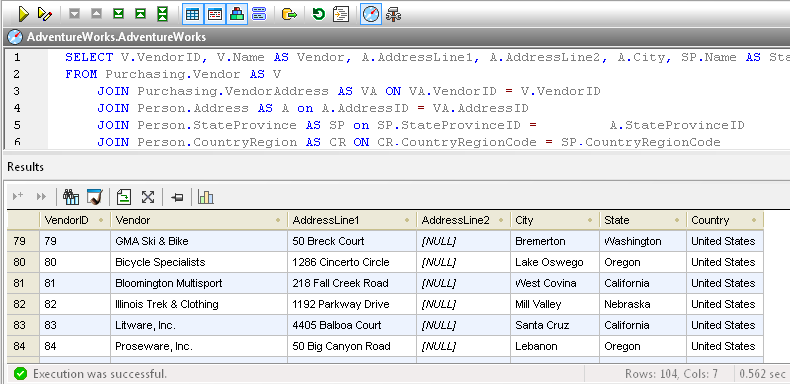 AdventureWorks.AdventureWorks
1 SELECT V.VendorID, V.Name AS Vendor, A.AddressLine1, A.AddressLine2, A.City, SP.Name AS Sta
2 FROM Purchasing.Vendor AS V
3 JOIN Purchasing.VendorAddress AS VA ON VA.VendorID = V.VendorID
4 JOIN Person.Address AS A on A.AddressID = VA.AddressID
5 JOIN Person.StateProvince AS SP on SP.StateProvinceID = A.StateProvinceID
6 JOIN Person.CountryRegion AS CR ON CR.CountryRegionCode = SP.CountryRegionCode
Results
VendorID Vendor AddressLine1 AddressLine2 City State Country
79 79 GMA Ski & Bike 50 Breck Court [NULL] Bremerton Washington United States
80 80 Bicycle Specialists 1286 Cincerto Circle [NULL] Lake Oswego Oregon United States
81 81 Bloomington Multisport 218 Fall Creek Road [NULL] West Covina California United States
82 82 Illinois Trek & Clothing 1192 Parkway Drive [NULL] Mill Valley Nebraska United States
83 83 Litware, Inc. 4405 Balboa Court [NULL] Santa Cruz California United States
84 84 Proseware, Inc. 50 Big Canyon Road [NULL] Lebanon Oregon United States
Execution was successful. Rows: 104, Cols: 7 0.562 sec